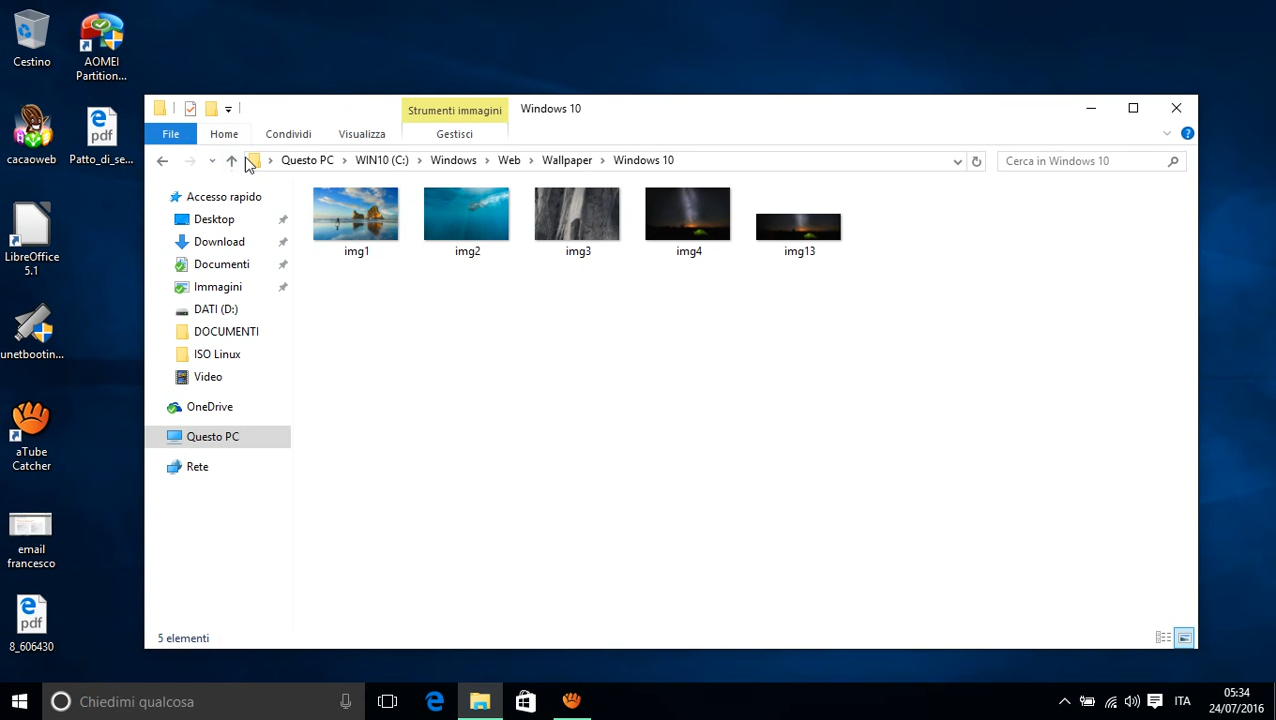 Cestino
AOMEI
Partition...
cacaoweb
Patto_di_se...
LibreOffice
5.1
unetbootin...
aTube
Catcher
email
francesco
8_606430
Strumenti immagini
Windows 10
File
Home
Condividi
Visualizza
Gestisci
Questo PC
WIN10 (C:)
Windows
Web
Wallpaper
Windows 10
Cerca in Windows 10
Accesso rapido
Desktop
Download
Documenti
Immagini
DATI (D:)
DOCUMENTI
ISO Linux
Video
OneDrive
Questo PC
Rete
img1
img2
img3
img4
img13
5 elementi
Chiedimi qualcosa
ITA
05:34
24/07/2016